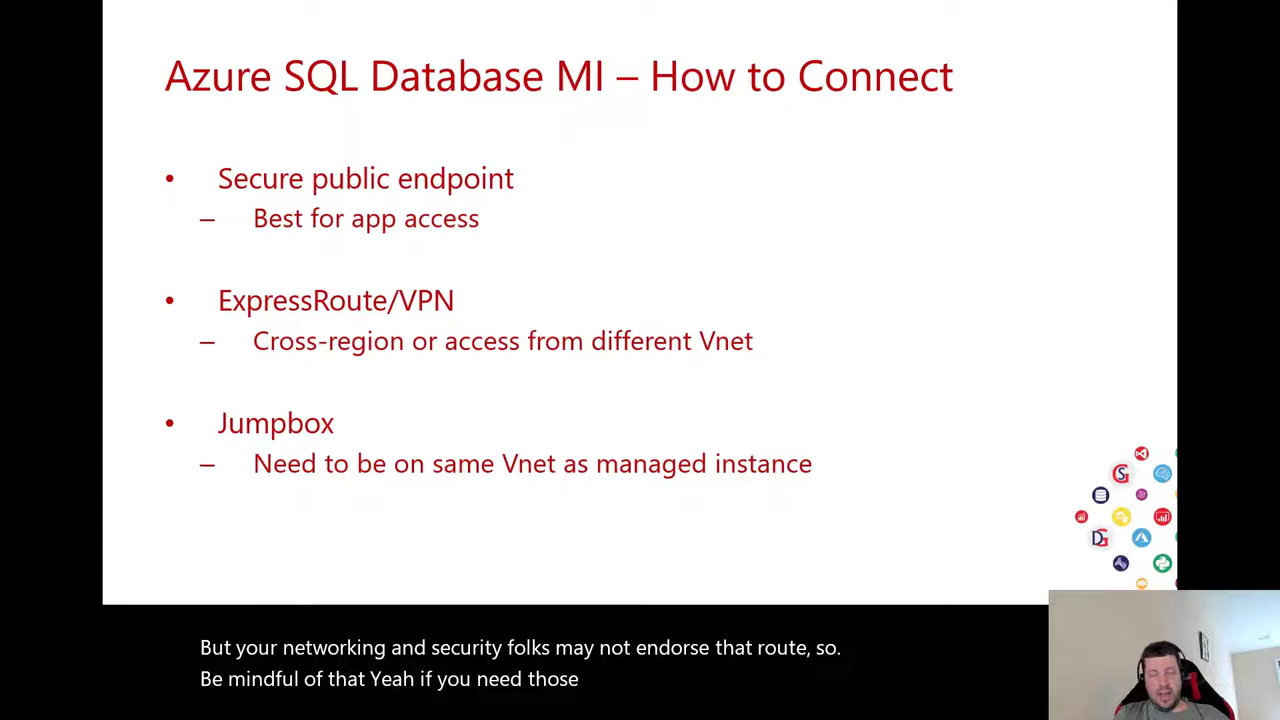 Azure SQL Database MI – How to Connect
• Secure public endpoint
– Best for app access
• ExpressRoute/VPN
– Cross-region or access from different Vnet
• Jumpbox
– Need to be on same Vnet as managed instance
But your networking and security folks may not endorse that route, so.
Be mindful of that Yeah if you need those